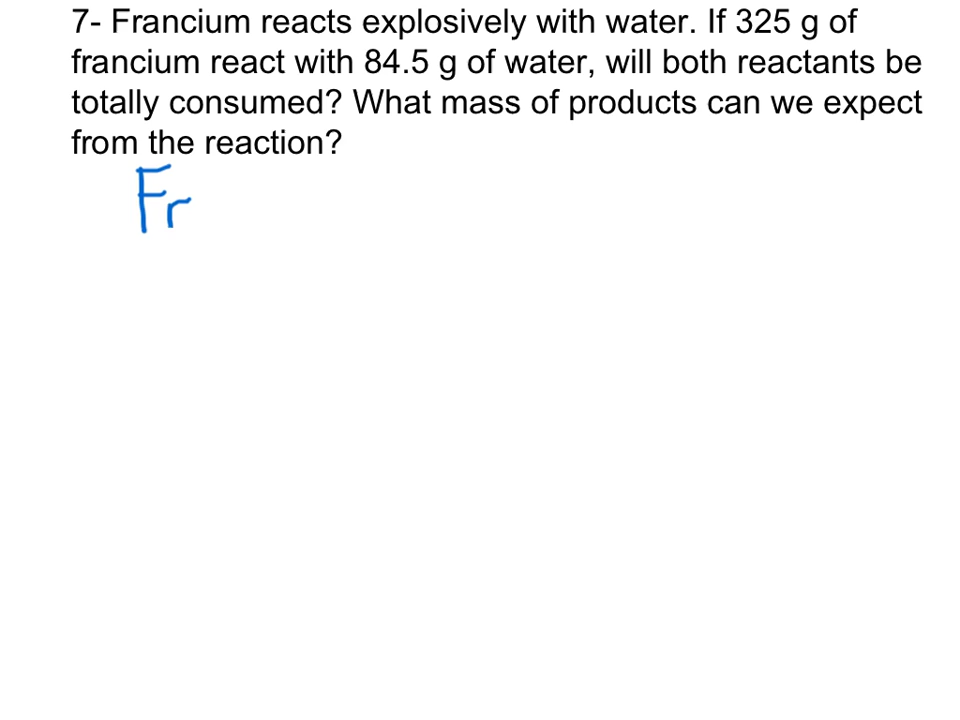 7- Francium reacts explosively with water. If 325 g of
francium react with 84.5 g of water, will both reactants be
totally consumed? What mass of products can we expect
from the reaction?
Fr